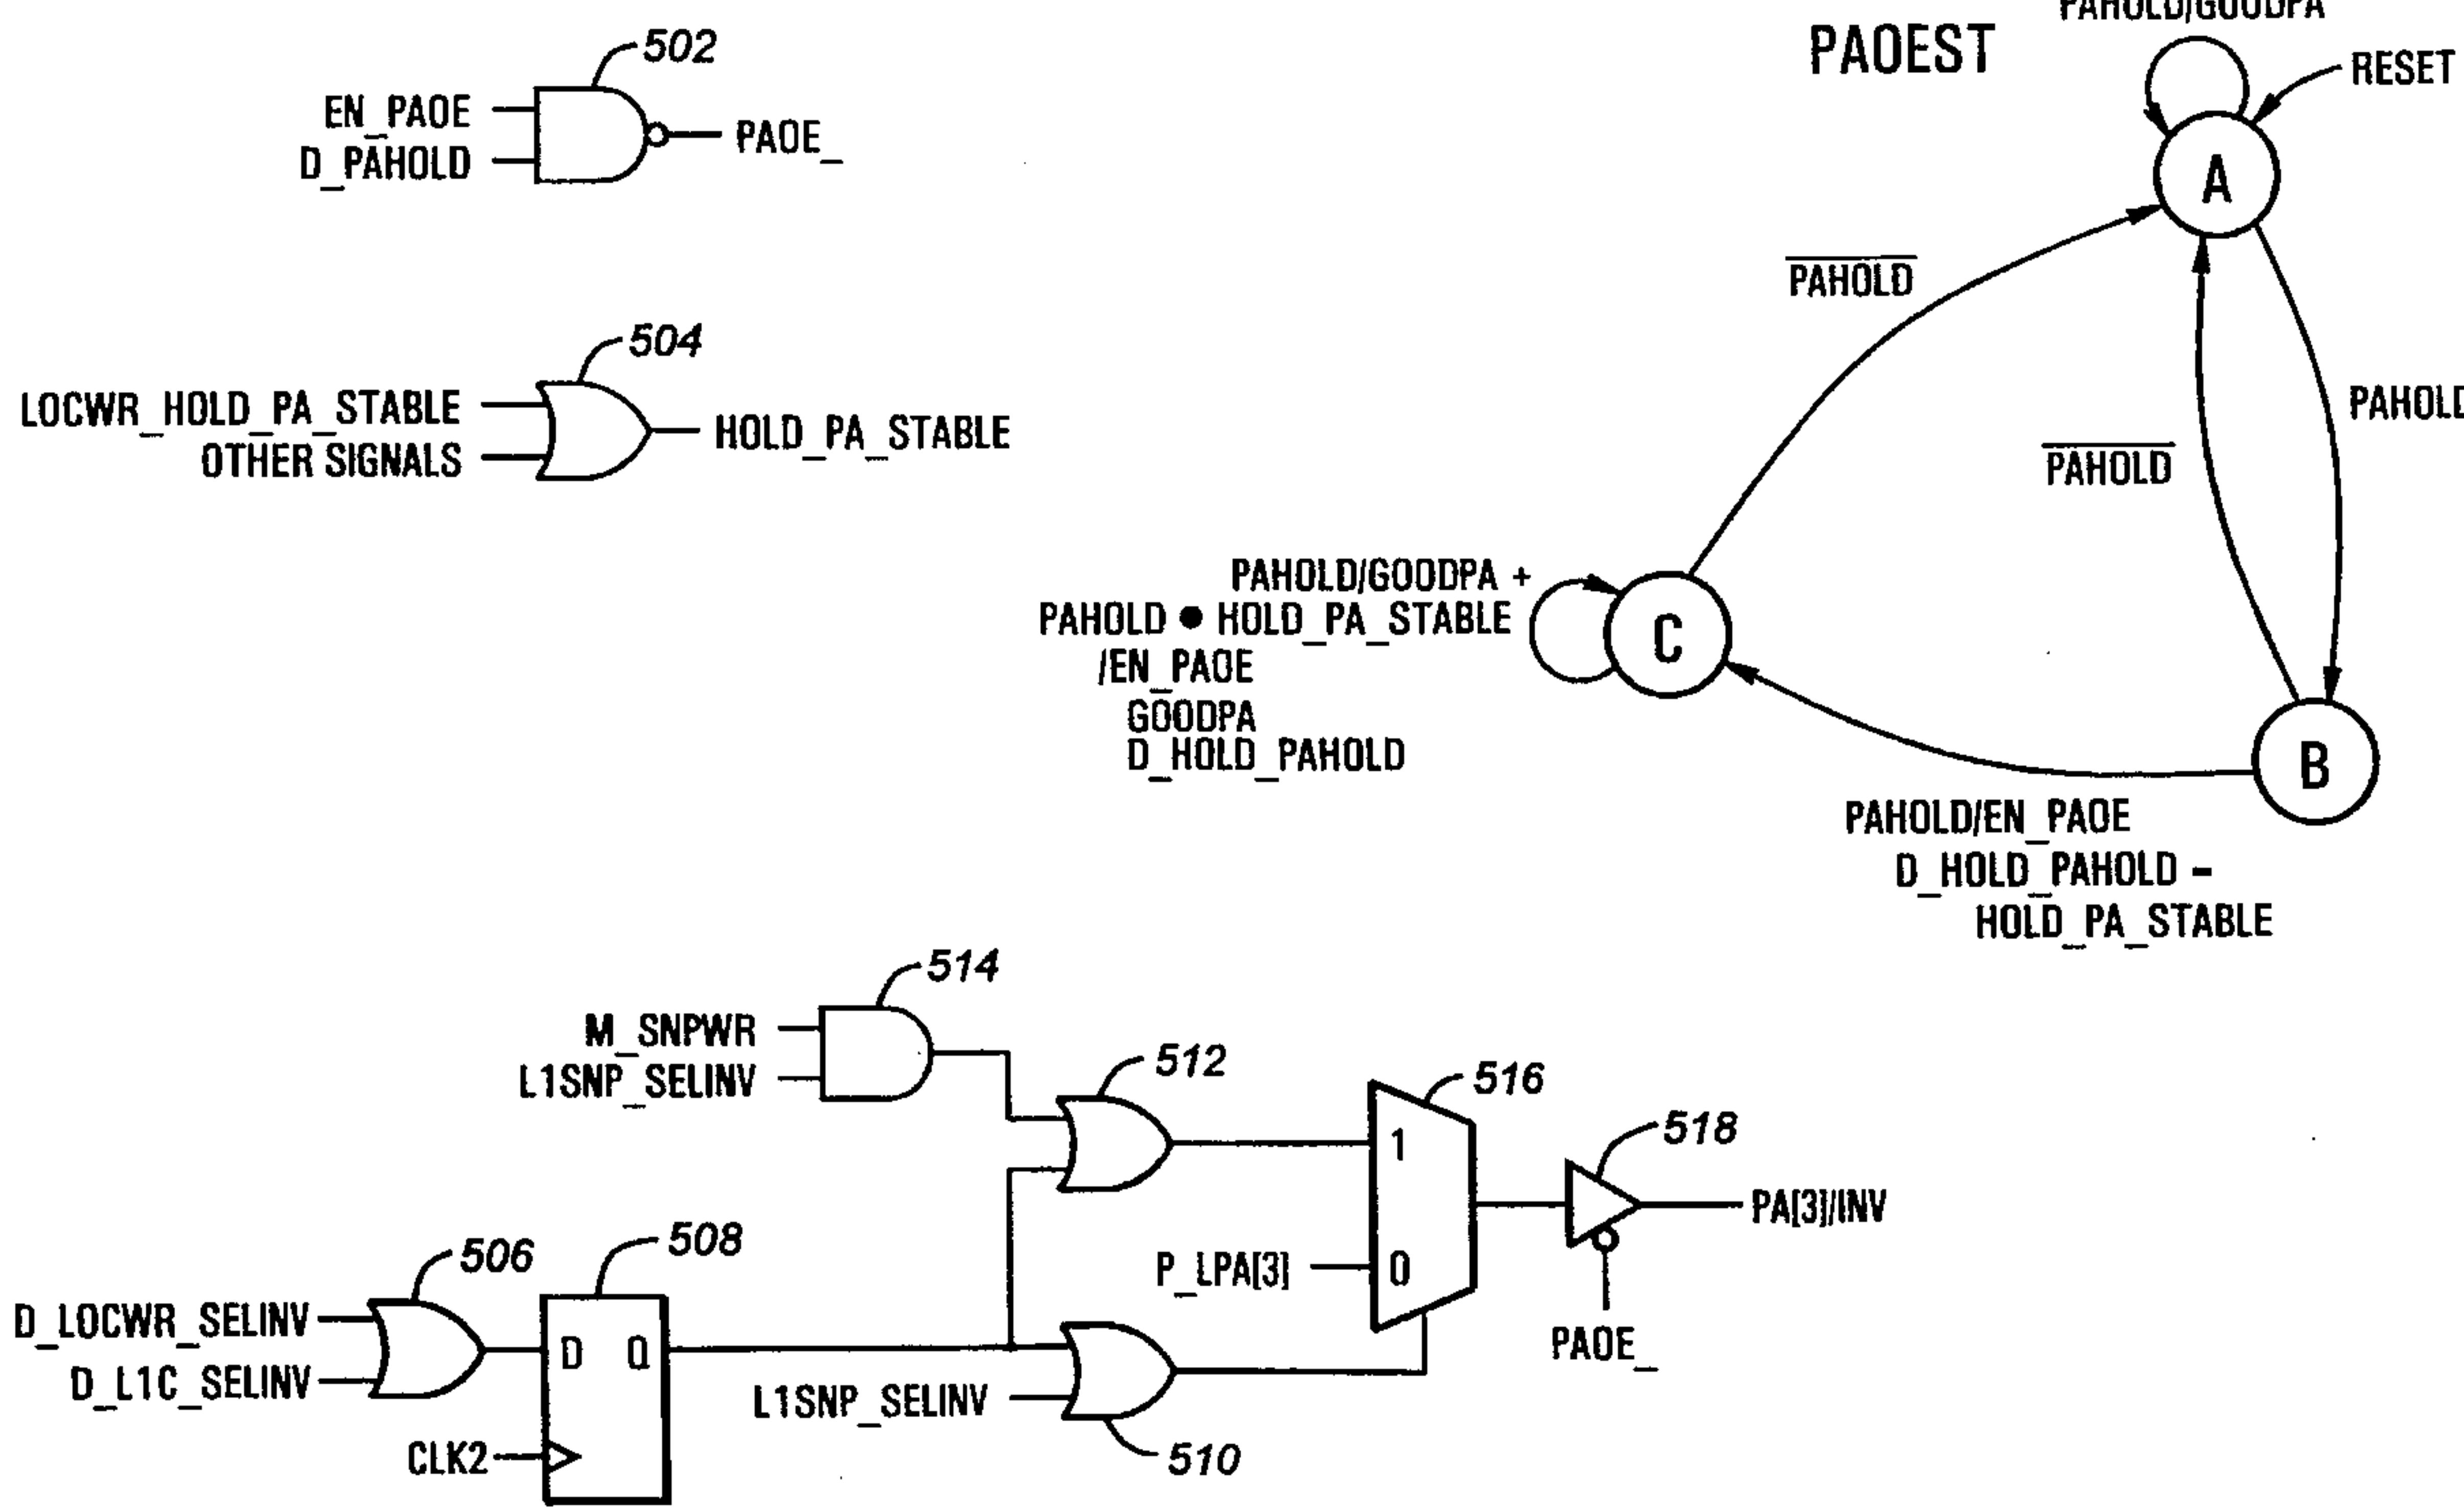 PAHOLD/GOODPA
PAOEST
RESET
A
502
EN_PAOE
D_PAHOLD
PAOE_
PAHOLD
PAHOLD
PAHOLD
504
LOCWR_HOLD_PA_STABLE
OTHER SIGNALS
HOLD_PA_STABLE
PAHOLD/GOODPA +
PAHOLD ● HOLD_PA_STABLE
/EN_PAOE
GOODPA
D_HOLD_PAHOLD
C
B
PAHOLD/EN_PAOE
D_HOLD_PAHOLD -
HOLD_PA_STABLE
514
M_SNPWR
L1SNP_SELINV
512
516
1
0
P_LPA[3]
518
PA[3]/INV
PAOE_
506
508
D_LOCWR_SELINV
D_L1C_SELINV
D Q
CLK2
L1SNP_SELINV
510